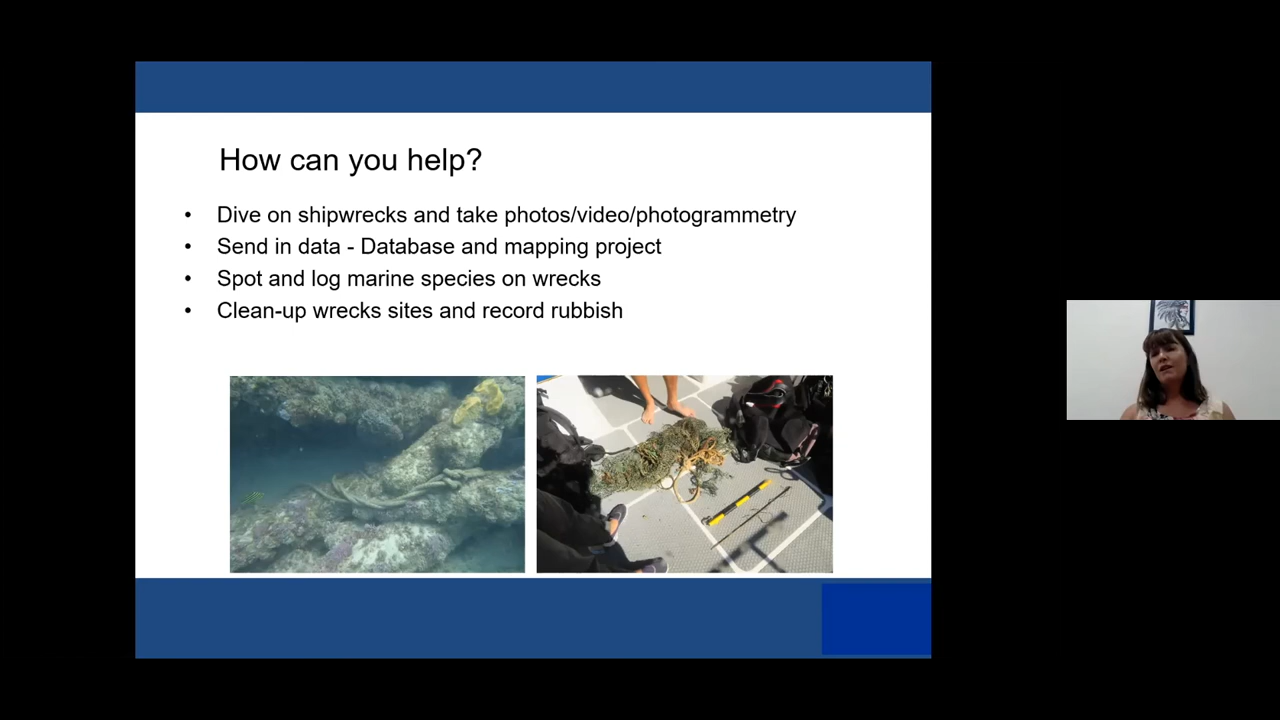 How can you help?
• Dive on shipwrecks and take photos/video/photogrammetry
• Send in data - Database and mapping project
• Spot and log marine species on wrecks
• Clean-up wrecks sites and record rubbish